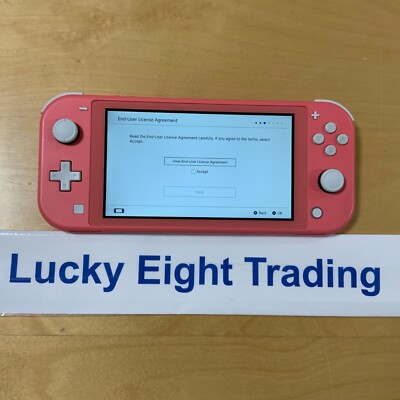 End-User License Agreement
Read the End-User License Agreement carefully. If you agree to the terms, select
Accept.
View End-User License Agreement
Accept
Next
Back OK
Lucky Eight Trading